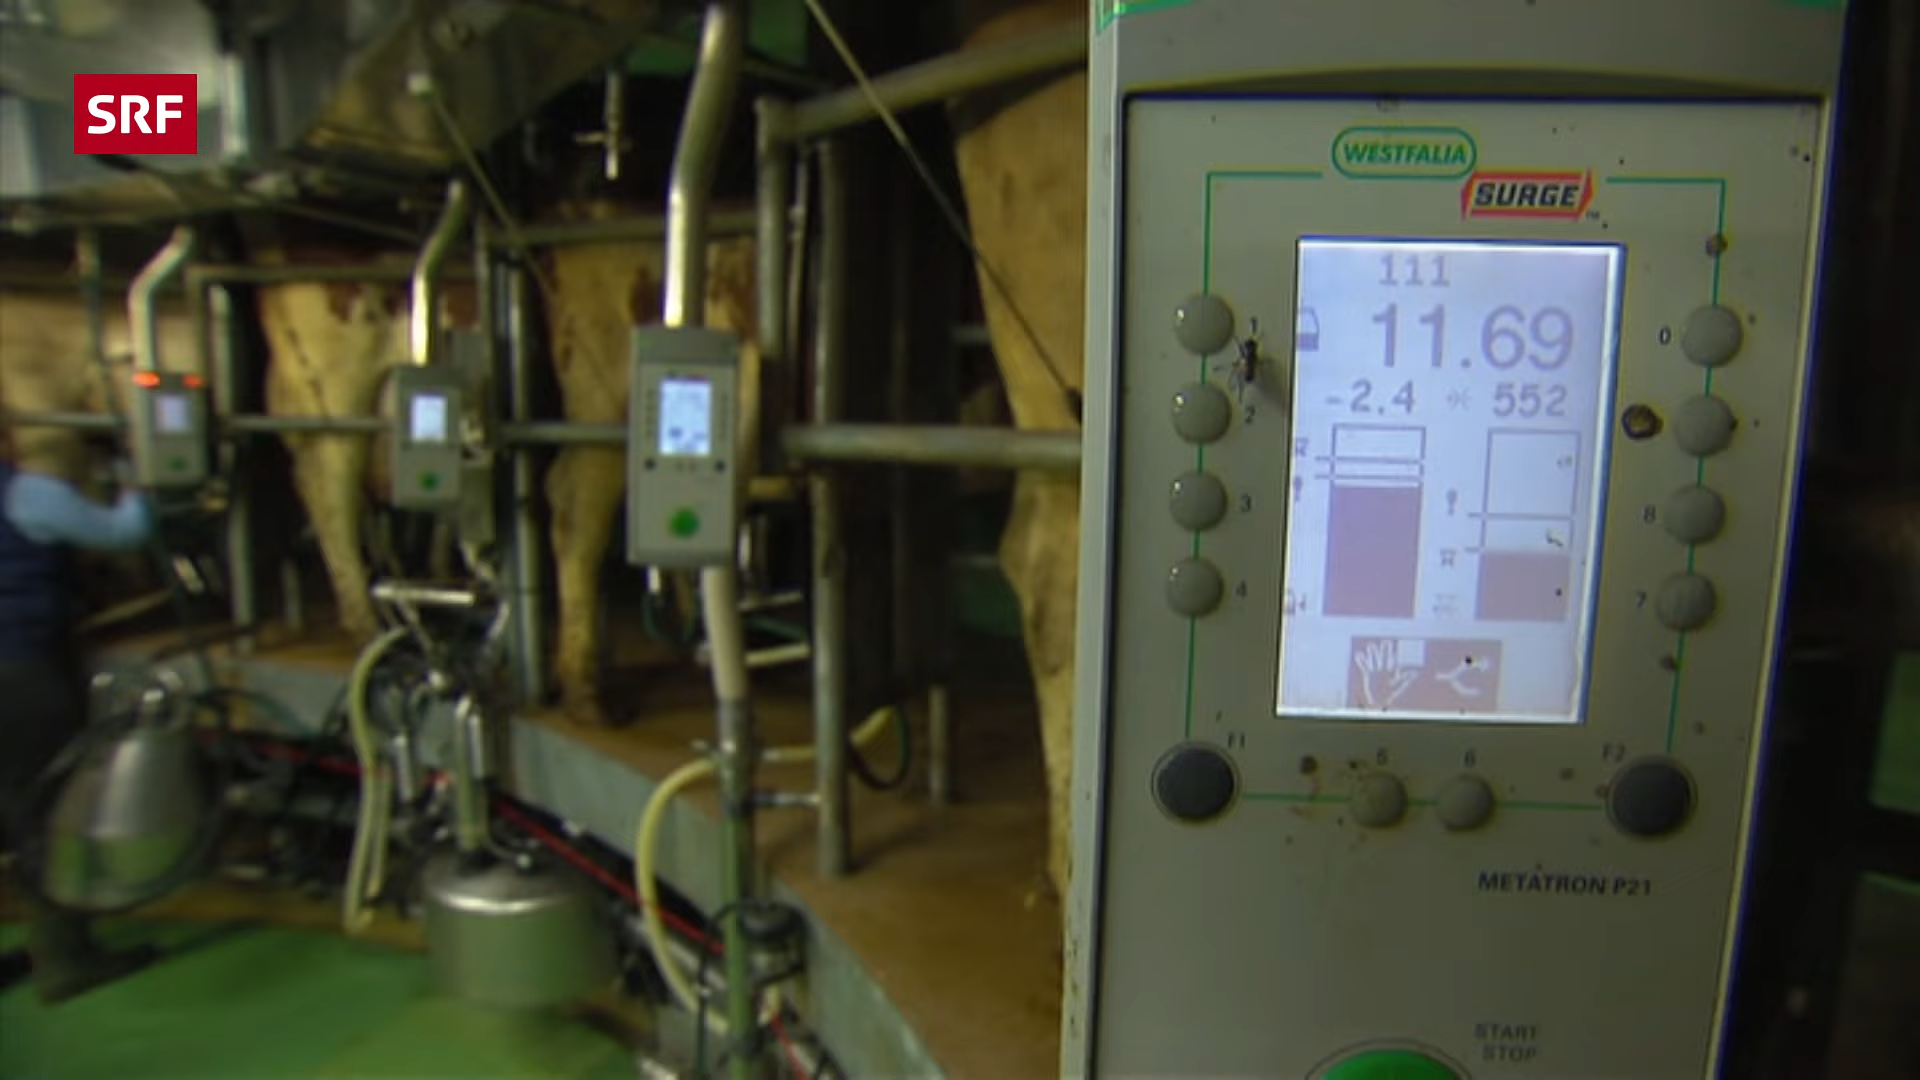 SRF
WESTFALIA
SURGE
TM
111
11.69
-2.4 552
1 0
2
3 8
4 7
F1 5 6 F2
METATRON P21
START
STOP